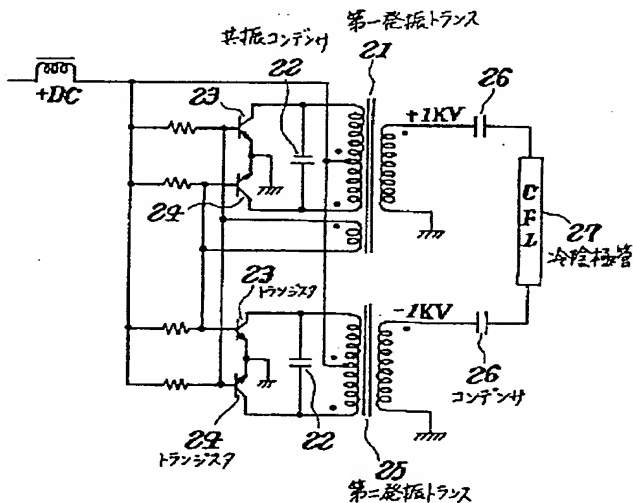 第一発振トランス
共振コンデンサ
21
22
23
+DC
+1KV
26
24
CFL
27
冷陰極管
23
トランジスタ
-1KV
26
コンデンサ
24
トランジスタ
22
25
第二発振トランス